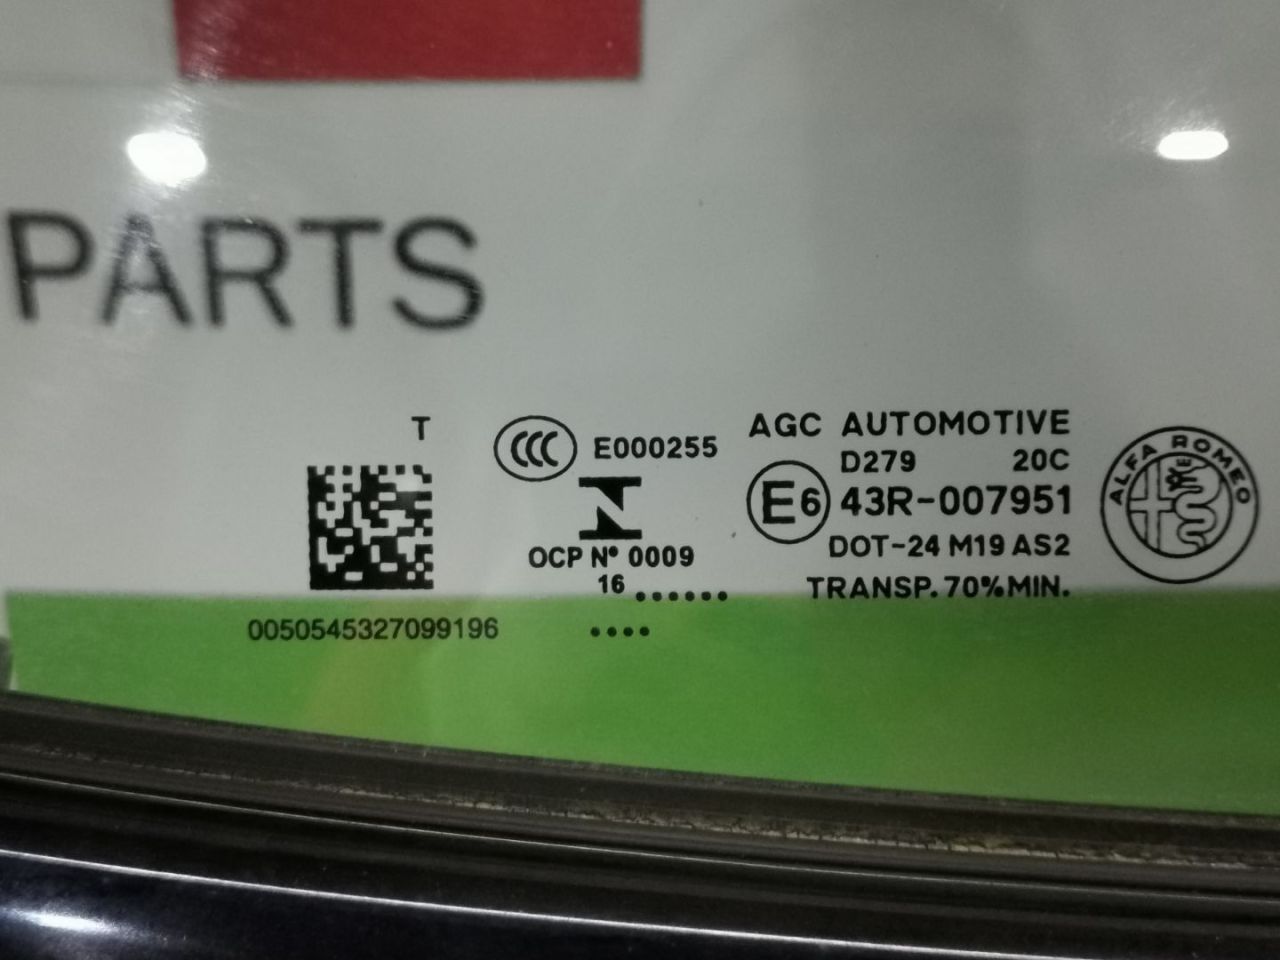 PARTS
T
CCC E000255
OCP Nº 0009
16 ......
....
0050545327099196
AGC AUTOMOTIVE
D279 20C
E6 43R-007951
DOT-24 M19 AS2
TRANSP. 70% MIN.
ALFA ROMEO